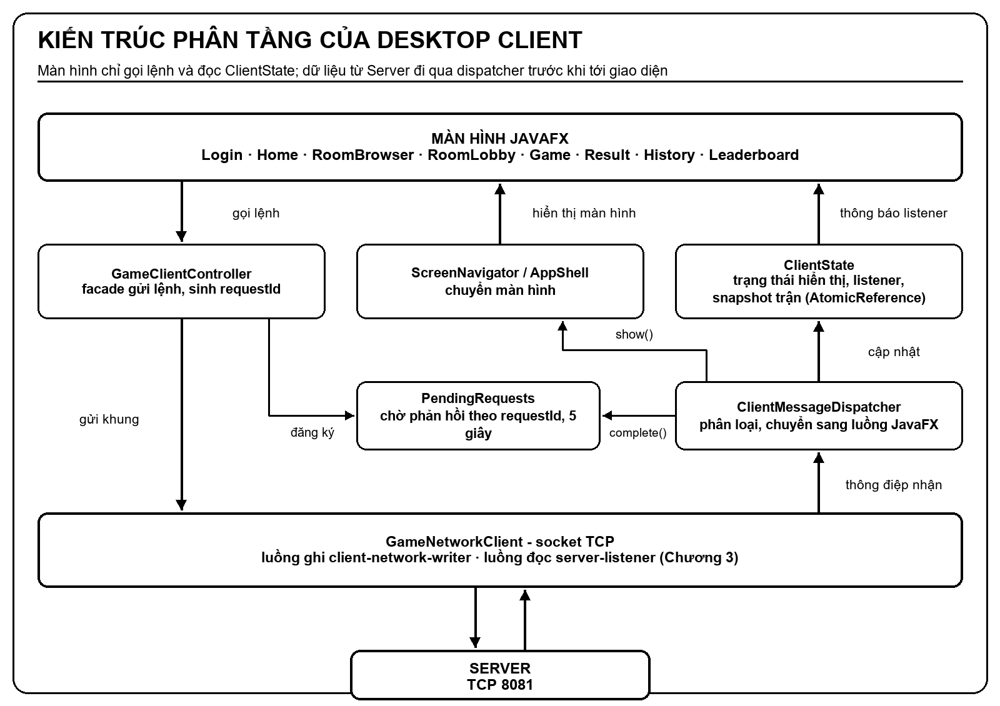 KIẾN TRÚC PHÂN TẦNG CỦA DESKTOP CLIENT
Màn hình chỉ gọi lệnh và đọc ClientState; dữ liệu từ Server đi qua dispatcher trước khi tới giao diện
MÀN HÌNH JAVAFX
Login · Home · RoomBrowser · RoomLobby · Game · Result · History · Leaderboard
gọi lệnh
hiển thị màn hình
thông báo listener
GameClientController
facade gửi lệnh, sinh requestId
ScreenNavigator / AppShell
chuyển màn hình
ClientState
trạng thái hiển thị, listener,
snapshot trận (AtomicReference)
show()
cập nhật
gửi khung
đăng ký
PendingRequests
chờ phản hồi theo requestId, 5
giây
complete()
ClientMessageDispatcher
phân loại, chuyển sang luồng JavaFX
thông điệp nhận
GameNetworkClient - socket TCP
luồng ghi client-network-writer · luồng đọc server-listener (Chương 3)
SERVER
TCP 8081